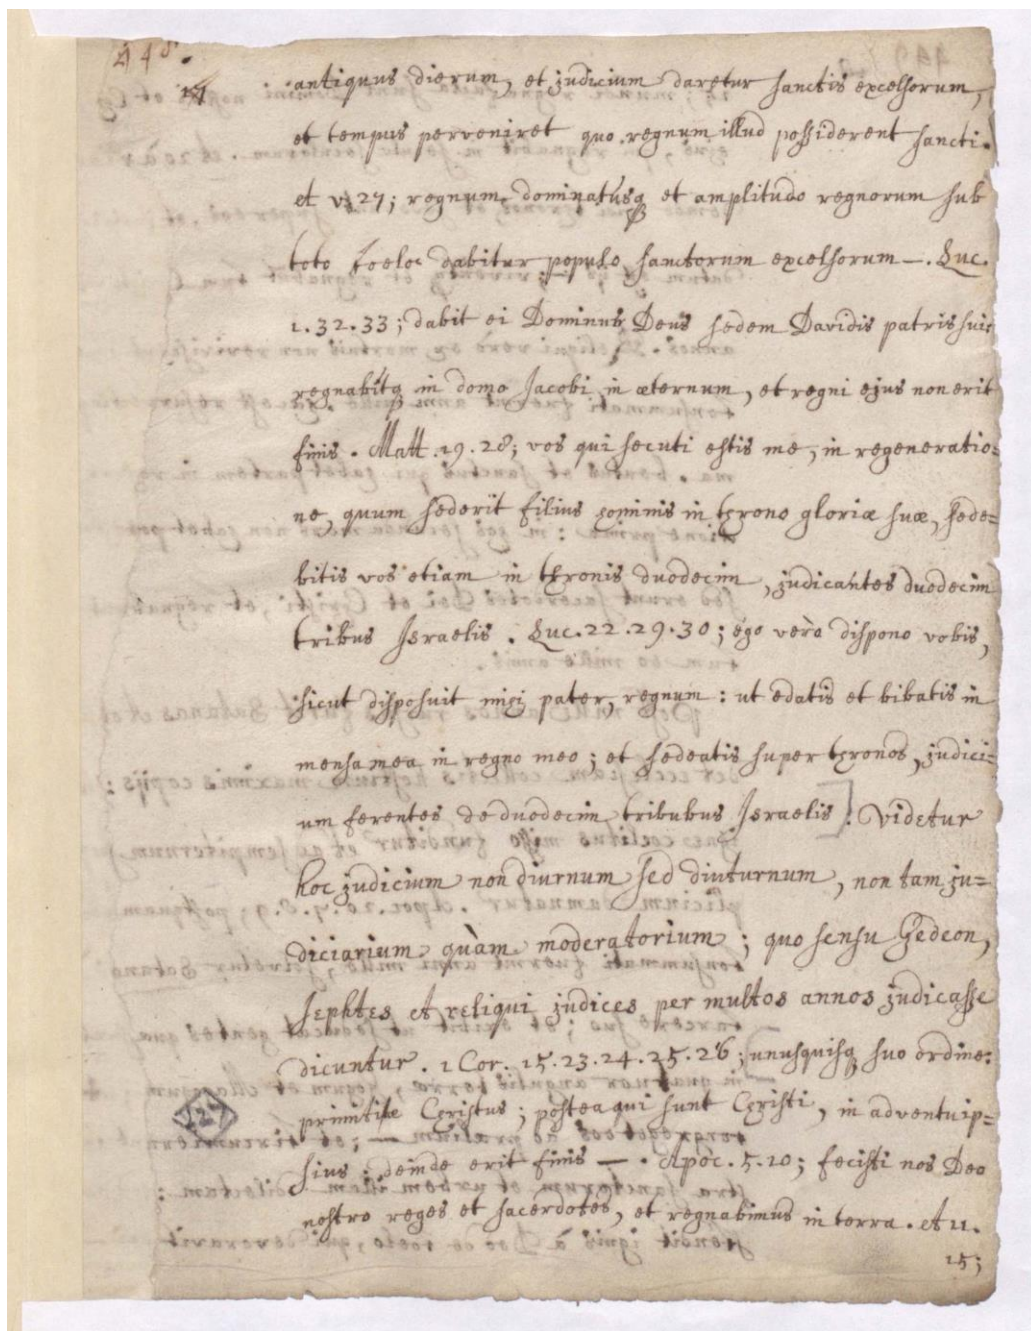 448.
antiquus dierum, et judicium daretur sanctis excelsorum,
et tempus perveniret quo regnum illud possiderent sancti.
et v. 27; regnum dominatúsq et amplitudo regnorum sub
toto coelo dabitur populo sanctorum excelsorum —. Luc.
1.32.33; dabit ei Dominus Deus sedem Davidis patris sui:
regnabítq in domo Jacobi in æternum, et regni ejus non erit
finis. Matt. 19.28; vos qui secuti estis me, in regeneratio=
ne, quum sederit filius hominis in throno gloriæ suæ, sede=
bitis vos etiam in thronis duodecim, judicantes duodecim
tribus Israelis. Luc. 22.29.30; ego verò dispono vobis,
sicut disposuit mihi pater, regnum: ut edatis et bibatis in
mensa mea in regno meo; et sedeatis super thronos, judici=
um ferentes de duodecim tribubus Israelis]. Videtur
hoc judicium non diurnum sed diuturnum, non tam ju=
diciarium quàm moderatorium; quo sensu Gedeon,
Jephtes et reliqui judices per multos annos judicasse
dicuntur. 1 Cor. 15.23.24.25.26; unusquisq suo ordine:
primitiæ Christus; postea qui sunt Christi, in adventu ip=
sius: deinde erit finis —. Apoc. 5.10; fecisti nos Deo
nostro reges et sacerdotes, et regnabimus in terra. et 11.
15;